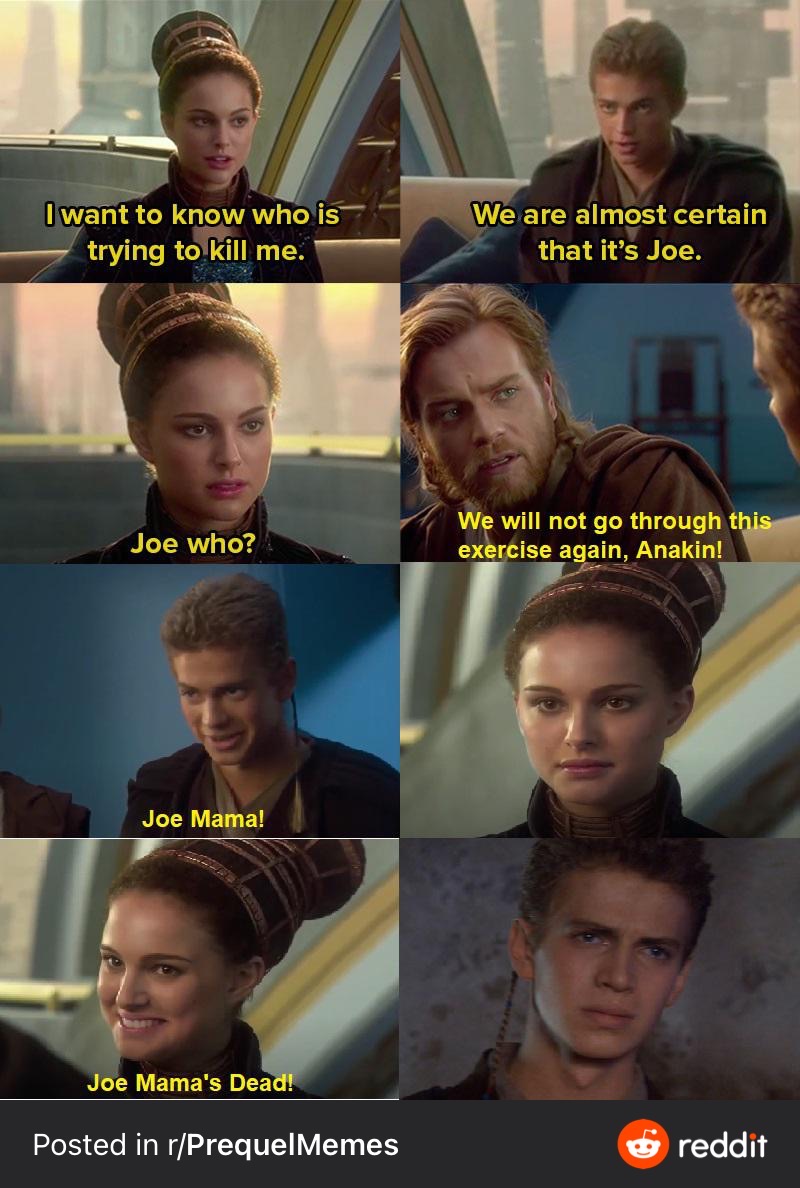 I want to know who is
trying to kill me.
We are almost certain
that it’s Joe.
Joe who?
We will not go through this
exercise again, Anakin!
Joe Mama!
Joe Mama's Dead!
Posted in r/PrequelMemes
reddit